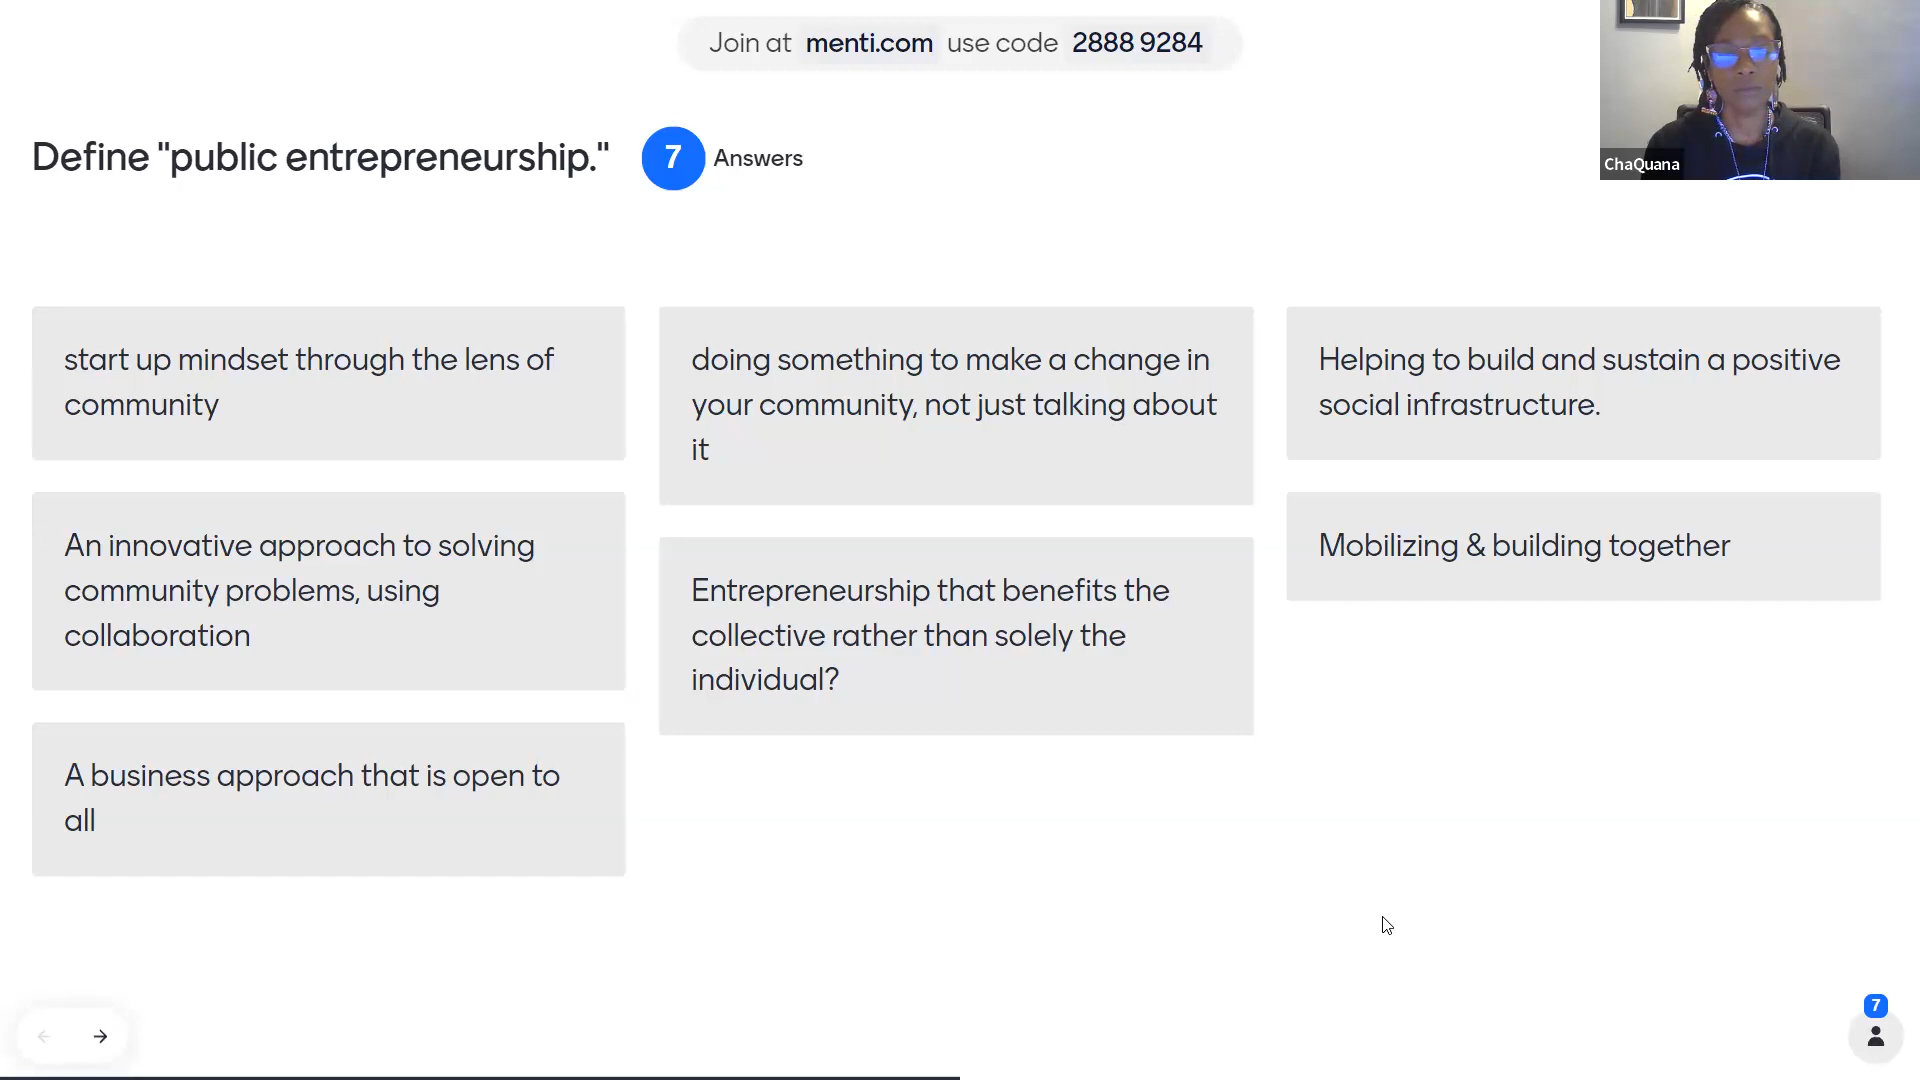 Join at menti.com use code 2888 9284
ChaQuana
Define "public entrepreneurship."
7
Answers
start up mindset through the lens of
community
An innovative approach to solving
community problems, using
collaboration
A business approach that is open to
all
doing something to make a change in
your community, not just talking about
it
Entrepreneurship that benefits the
collective rather than solely the
individual?
Helping to build and sustain a positive
social infrastructure.
Mobilizing & building together
7